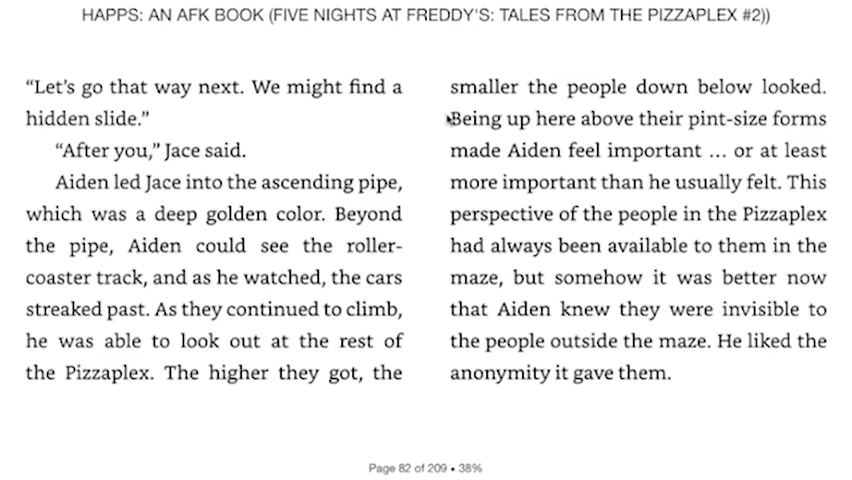 HAPPS: AN AFK BOOK (FIVE NIGHTS AT FREDDY'S: TALES FROM THE PIZZAPLEX #2))
“Let’s go that way next. We might find a
hidden slide.”
“After you,” Jace said.
Aiden led Jace into the ascending pipe,
which was a deep golden color. Beyond
the pipe, Aiden could see the roller-
coaster track, and as he watched, the cars
streaked past. As they continued to climb,
he was able to look out at the rest of
the Pizzaplex. The higher they got, the
smaller the people down below looked.
Being up here above their pint-size forms
made Aiden feel important … or at least
more important than he usually felt. This
perspective of the people in the Pizzaplex
had always been available to them in the
maze, but somehow it was better now
that Aiden knew they were invisible to
the people outside the maze. He liked the
anonymity it gave them.
Page 82 of 209 • 38%